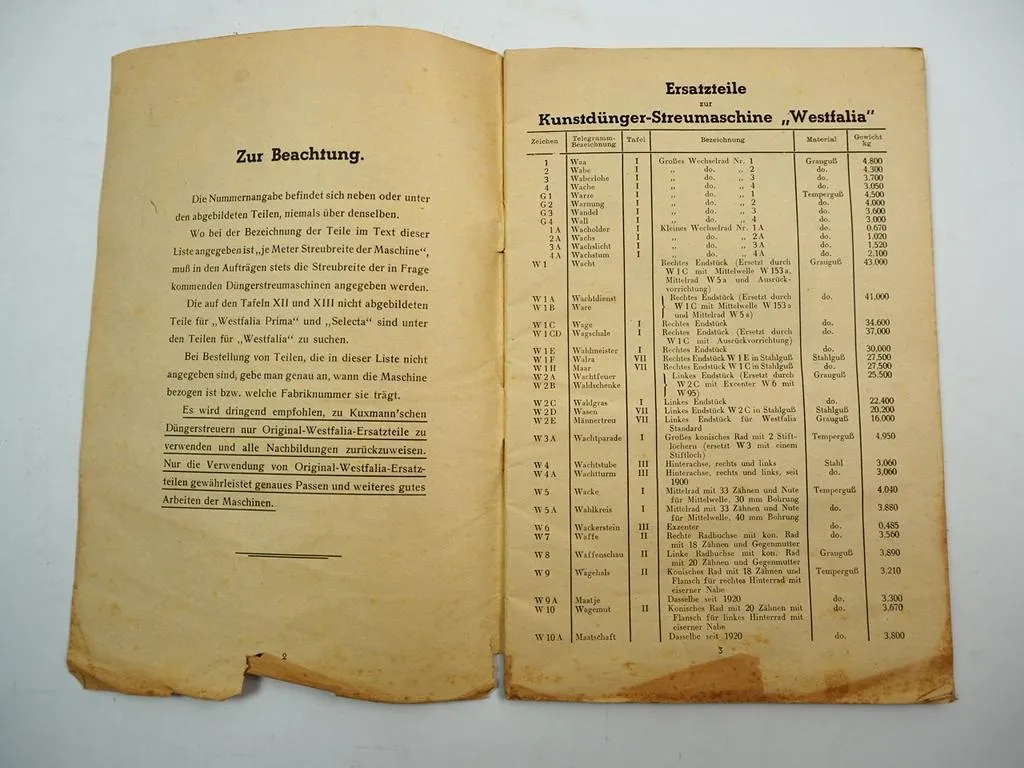 Zur Beachtung.
Die Nummernangabe befindet sich neben oder unter
den abgebildeten Teilen, niemals über denselben.
Wo bei der Bezeichnung der Teile im Text dieser
Liste angegeben ist „je Meter Streubreite der Maschine“,
muß in den Aufträgen stets die Streubreite der in Frage
kommenden Düngerstreumaschinen angegeben werden.
Die auf den Tafeln XII und XIII nicht abgebildeten
Teile für „Westfalia Prima“ und „Selecta“ sind unter
den Teilen für „Westfalia“ zu suchen.
Bei Bestellung von Teilen, die in dieser Liste nicht
angegeben sind, gebe man genau an, wann die Maschine
bezogen ist bzw. welche Fabriknummer sie trägt.
Es wird dringend empfohlen, zu Kuxmann'schen
Düngerstreuern nur Original-Westfalia-Ersatzteile zu
verwenden und alle Nachbildungen zurückzuweisen.
Nur die Verwendung von Original-Westfalia-Ersatz-
teilen gewährleistet genaues Passen und weiteres gutes
Arbeiten der Maschinen.
2
Ersatzteile
zur
Kunstdünger-Streumaschine „Westfalia“
Zeichen Telegramm-Bezeichnung Tafel Bezeichnung Material Gewicht kg
1 Waa I Großes Wechselrad Nr. 1 Grauguß 4.800
2 Wabe I „ do. „ 2 do. 4.300
3 Waberlohe I „ do. „ 3 do. 3.700
4 Wache I „ do. „ 4 do. 3.050
G 1 Warze I „ do. „ 1 Temperguß 4,500
G 2 Warnung I „ do. „ 2 do. 4,000
G 3 Wandel I „ do. „ 3 do. 3.600
G 4 Wall I „ do. „ 4 do. 3.000
1 A Wacholder I Kleines Wechselrad Nr. 1 A do. 0.670
2 A Wachs I „ do. „ 2 A do. 1.020
3 A Wachslicht I „ do. „ 3 A do. 1.520
4 A Wachstum I „ do. „ 4 A do. 2.100
W 1 Wacht Rechtes Endstück (Ersetzt durch Grauguß 43.000
W 1 C mit Mittelwelle W 153 a,
Mittelrad W 5 a und Ausrück-
vorrichtung)
W 1 A Wachtdienst Rechtes Endstück (Ersetzt durch do. 41,000
W 1 B Ware W 1 C mit Mittelwelle W 153 a
und Mittelrad W 5 a)
W 1 C Wage I Rechtes Endstück do. 34.600
W 1 CD Wagschale I Rechtes Endstück (Ersetzt durch do. 37,000
W 1 C mit Ausrückvorrichtung)
W 1 E Waldmeister I Rechtes Endstück do. 30,000
W 1 F Walra VII Rechtes Endstück W 1 E in Stahlguß Stahlguß 27,500
W 1 H Maar VII Rechtes Endstück W 1 C in Stahlguß do. 27,500
W 2 A Wachtfeuer Linkes Endstück (Ersetzt durch Grauguß 25,500
W 2 B Waldschenke W 2 C mit Excenter W 6 mit
W 95)
W 2 C Waldgras I Linkes Endstück do. 22,400
W 2 D Wasen VII Linkes Endstück W 2 C in Stahlguß Stahlguß 20,200
W 2 E Männertreu VII Linkes Endstück für Westfalia Grauguß 16,000
Standard
W 3 A Wachtparade I Großes konisches Rad mit 2 Stift- Temperguß 4.950
löchern (ersetzt W 3 mit einem
Stiftloch)
W 4 Wachtstube III Hinterachse, rechts und links Stahl 3,060
W 4 A Wachtturm III Hinterachse, rechts und links, seit do. 3,060
1900
W 5 Wacke I Mittelrad mit 33 Zähnen und Nute Temperguß 4.040
für Mittelwelle, 30 mm Bohrung
W 5 A Wahlkreis I Mittelrad mit 33 Zähnen und Nute do. 3.880
für Mittelwelle, 40 mm Bohrung
W 6 Wackerstein III Exzenter do. 0,485
W 7 Waffe II Rechte Radbuchse mit kon. Rad do. 3.560
mit 18 Zähnen und Gegenmutter
W 8 Waffenschau II Linke Radbuchse mit kon. Rad Grauguß 3.890
mit 20 Zähnen und Gegenmutter
W 9 Wagehals II Konisches Rad mit 18 Zähnen und Temperguß 3.210
Flansch für rechtes Hinterrad mit
eiserner Nabe
W 9 A Maatje Dasselbe seit 1920 do. 3.300
W 10 Wagemut II Konisches Rad mit 20 Zähnen mit do. 3.670
Flansch für linkes Hinterrad mit
eiserner Nabe
W 10 A Maatschaft Dasselbe seit 1920 do. 3,800
3